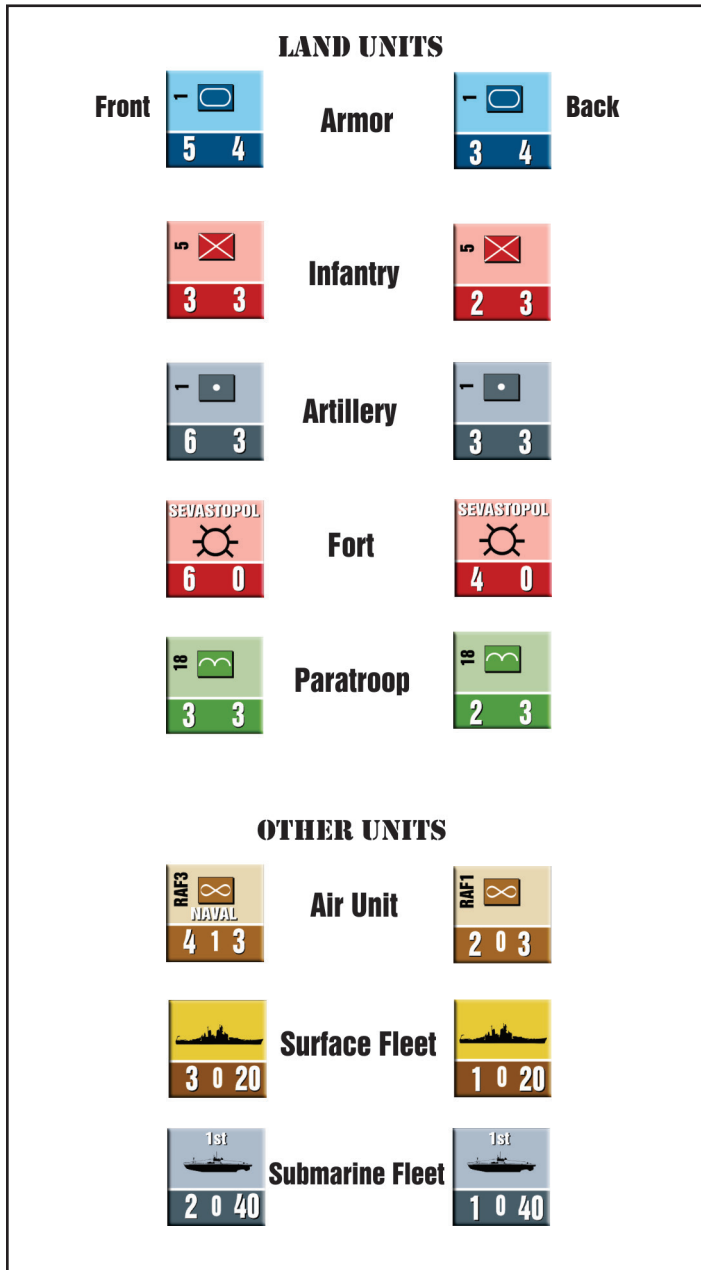 LAND UNITS
Front 1 5 4 Armor 1 3 4 Back
5 3 3 Infantry 5 2 3
1 6 3 Artillery 1 3 3
SEVASTOPOL 6 0 Fort SEVASTOPOL 4 0
18 3 3 Paratroop 18 2 3
OTHER UNITS
RAF3 NAVAL 4 1 3 Air Unit RAF1 2 0 3
3 0 20 Surface Fleet 1 0 20
1st 2 0 40 Submarine Fleet 1st 1 0 40